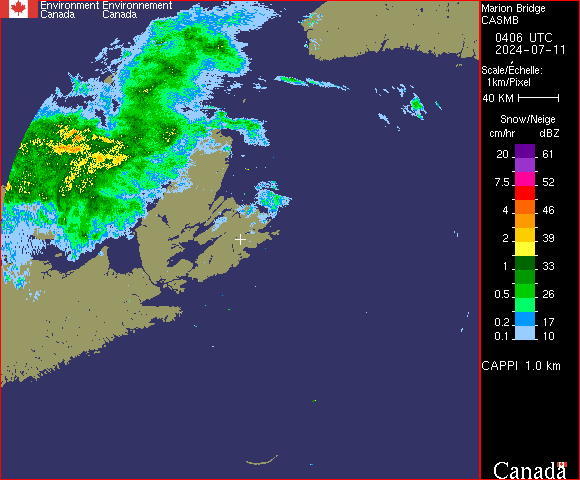 Environment Environnement
Canada Canada
Marion Bridge
CASMB
0406 UTC
2024-07-11
Scale/Echelle:
1km/Pixel
40 KM
Snow/Neige
cm/hr dBZ
20 61
7.5 52
4 46
2 39
1 33
0.5 26
0.2 17
0.1 10
CAPPI 1.0 km
Canada